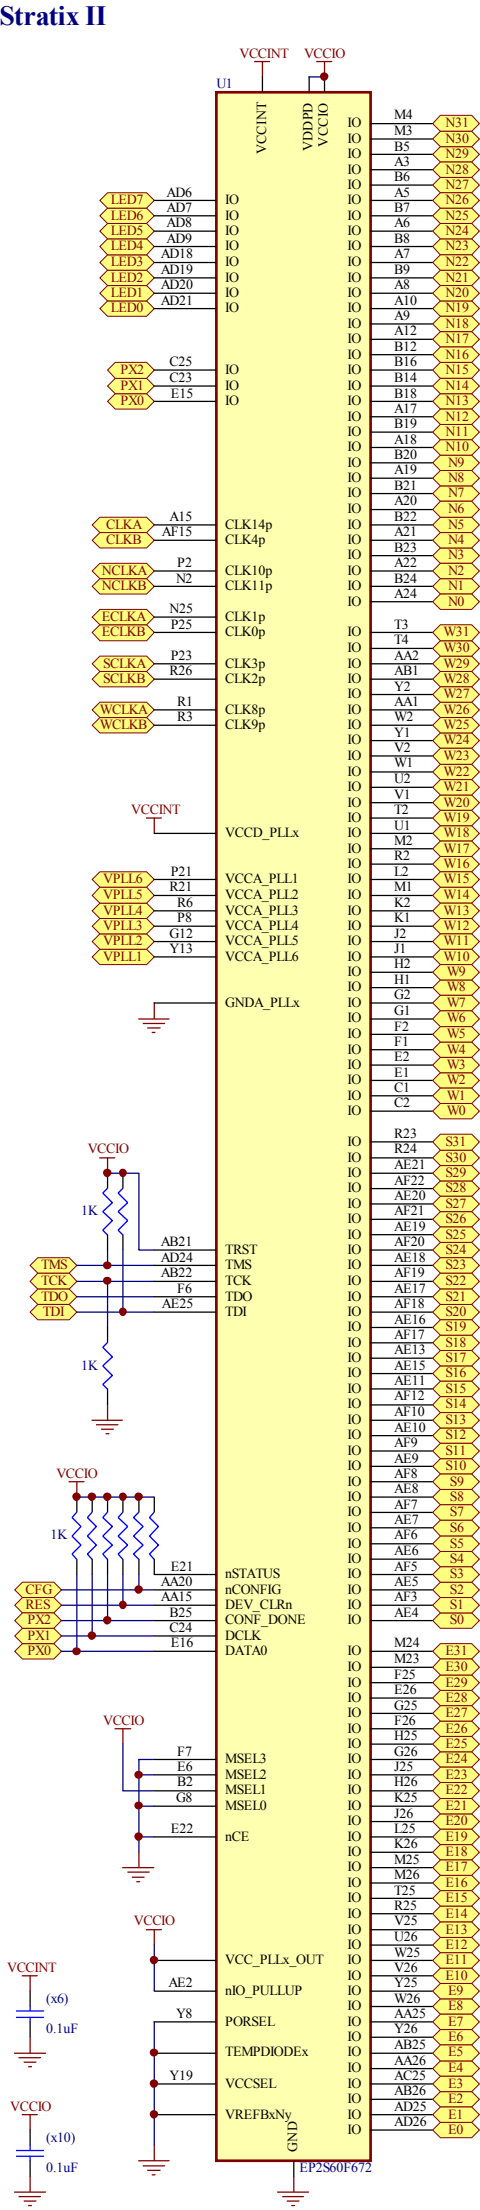 Stratix II
VCCINT VCCIO
U1
VCCINT VDDPD VCCIO
LED7 AD6 IO
LED6 AD7 IO
LED5 AD8 IO
LED4 AD9 IO
LED3 AD18 IO
LED2 AD19 IO
LED1 AD20 IO
LED0 AD21 IO
PX2 C25 IO
PX1 C23 IO
PX0 E15 IO
CLKA A15 CLK14p
CLKB AF15 CLK4p
NCLKA P2 CLK10p
NCLKB N2 CLK11p
ECLKA N25 CLK1p
ECLKB P25 CLK0p
SCLKA P23 CLK3p
SCLKB R26 CLK2p
WCLKA R1 CLK8p
WCLKB R3 CLK9p
VCCINT
VCCD_PLLx
VPLL6 P21 VCCA_PLL1
VPLL5 R21 VCCA_PLL2
VPLL4 R6 VCCA_PLL3
VPLL3 P8 VCCA_PLL4
VPLL2 G12 VCCA_PLL5
VPLL1 Y13 VCCA_PLL6
GNDA_PLLx
VCCIO
1K
AB21 TRST
TMS AD24 TMS
TCK AB22 TCK
TDO F6 TDO
TDI AE25 TDI
1K
VCCIO
1K
E21 nSTATUS
CFG AA20 nCONFIG
RES AA15 DEV_CLRn
PX2 B25 CONF_DONE
PX1 C24 DCLK
PX0 E16 DATA0
VCCIO
F7 MSEL3
E6 MSEL2
B2 MSEL1
G8 MSEL0
E22 nCE
VCCIO
VCC_PLLx_OUT
AE2 nIO_PULLUP
Y8 PORSEL
TEMPDIODEx
Y19 VCCSEL
VREFBxNy
VCCINT
(x6)
0.1uF
VCCIO
(x10)
0.1uF
GND
EP2S60F672
IO M4 N31
IO M3 N30
IO B5 N29
IO A3 N28
IO B6 N27
IO A5 N26
IO B7 N25
IO A6 N24
IO B8 N23
IO A7 N22
IO B9 N21
IO A8 N20
IO A10 N19
IO A9 N18
IO A12 N17
IO B12 N16
IO B16 N15
IO B14 N14
IO B18 N13
IO A17 N12
IO B19 N11
IO A18 N10
IO B20 N9
IO A19 N8
IO B21 N7
IO A20 N6
IO B22 N5
IO A21 N4
IO B23 N3
IO A22 N2
IO B24 N1
IO A24 N0
IO T3 W31
IO T4 W30
IO AA2 W29
IO AB1 W28
IO Y2 W27
IO AA1 W26
IO W2 W25
IO Y1 W24
IO V2 W23
IO W1 W22
IO U2 W21
IO V1 W20
IO T2 W19
IO U1 W18
IO M2 W17
IO R2 W16
IO L2 W15
IO M1 W14
IO K2 W13
IO K1 W12
IO J2 W11
IO J1 W10
IO H2 W9
IO H1 W8
IO G2 W7
IO G1 W6
IO F2 W5
IO F1 W4
IO E2 W3
IO E1 W2
IO C1 W1
IO C2 W0
IO R23 S31
IO R24 S30
IO AE21 S29
IO AF22 S28
IO AE20 S27
IO AF21 S26
IO AE19 S25
IO AF20 S24
IO AE18 S23
IO AF19 S22
IO AE17 S21
IO AF18 S20
IO AE16 S19
IO AF17 S18
IO AE13 S17
IO AE15 S16
IO AE11 S15
IO AF12 S14
IO AF10 S13
IO AE10 S12
IO AF9 S11
IO AE9 S10
IO AF8 S9
IO AE8 S8
IO AF7 S7
IO AE7 S6
IO AF6 S5
IO AE6 S4
IO AF5 S3
IO AE5 S2
IO AF3 S1
IO AE4 S0
IO M24 E31
IO M23 E30
IO F25 E29
IO E26 E28
IO G25 E27
IO F26 E26
IO H25 E25
IO G26 E24
IO J25 E23
IO H26 E22
IO K25 E21
IO J26 E20
IO L25 E19
IO K26 E18
IO M25 E17
IO M26 E16
IO T25 E15
IO R25 E14
IO V25 E13
IO U26 E12
IO W25 E11
IO V26 E10
IO Y25 E9
IO W26 E8
IO AA25 E7
IO Y26 E6
IO AB25 E5
IO AA26 E4
IO AC25 E3
IO AB26 E2
IO AD25 E1
IO AD26 E0